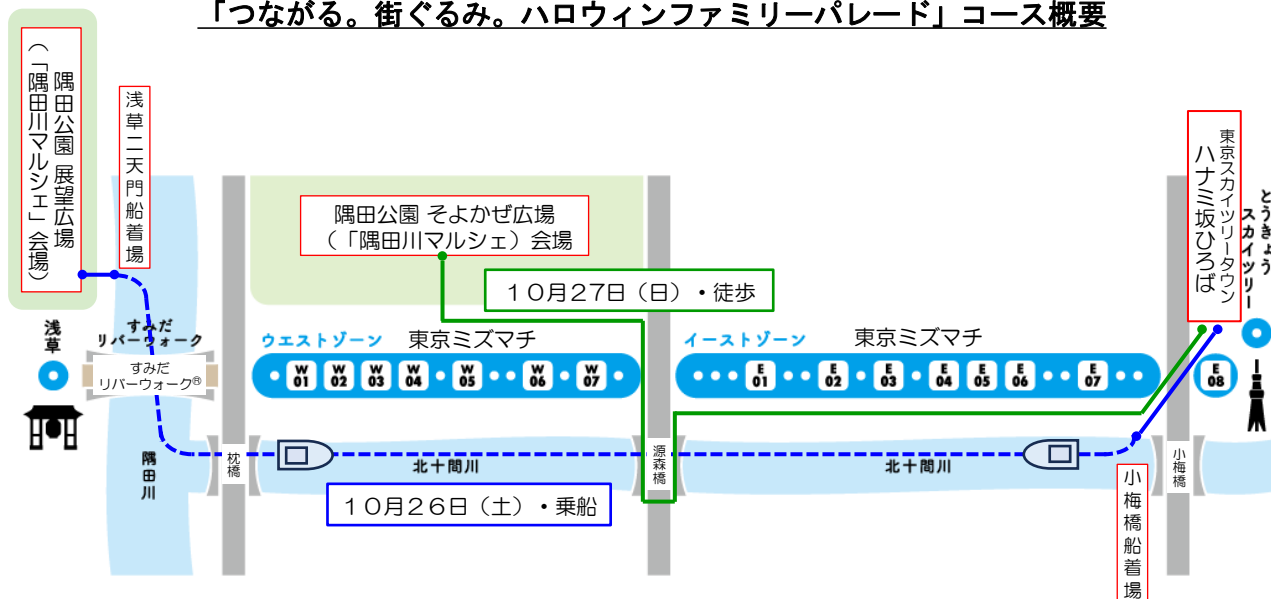 「つながる。街ぐるみ。ハロウィンファミリーパレード」コース概要
隅田公園 展望広場
（「隅田川マルシェ」会場）
浅草二天門船着場
隅田公園 そよかぜ広場
（「隅田川マルシェ）会場
10月27日（日）・徒歩
東京スカイツリータウン
ハナミ坂ひろば
とうきょう
スカイツリー
浅草
すみだ
リバーウォーク
すみだ
リバーウォーク®
ウエストゾーン
東京ミズマチ
W01
W02
W03
W04
W05
W06
W07
イーストゾーン
東京ミズマチ
E01
E02
E03
E04
E05
E06
E07
E08
隅田川
枕橋
北十間川
源森橋
北十間川
小梅橋
10月26日（土）・乗船
小梅橋船着場